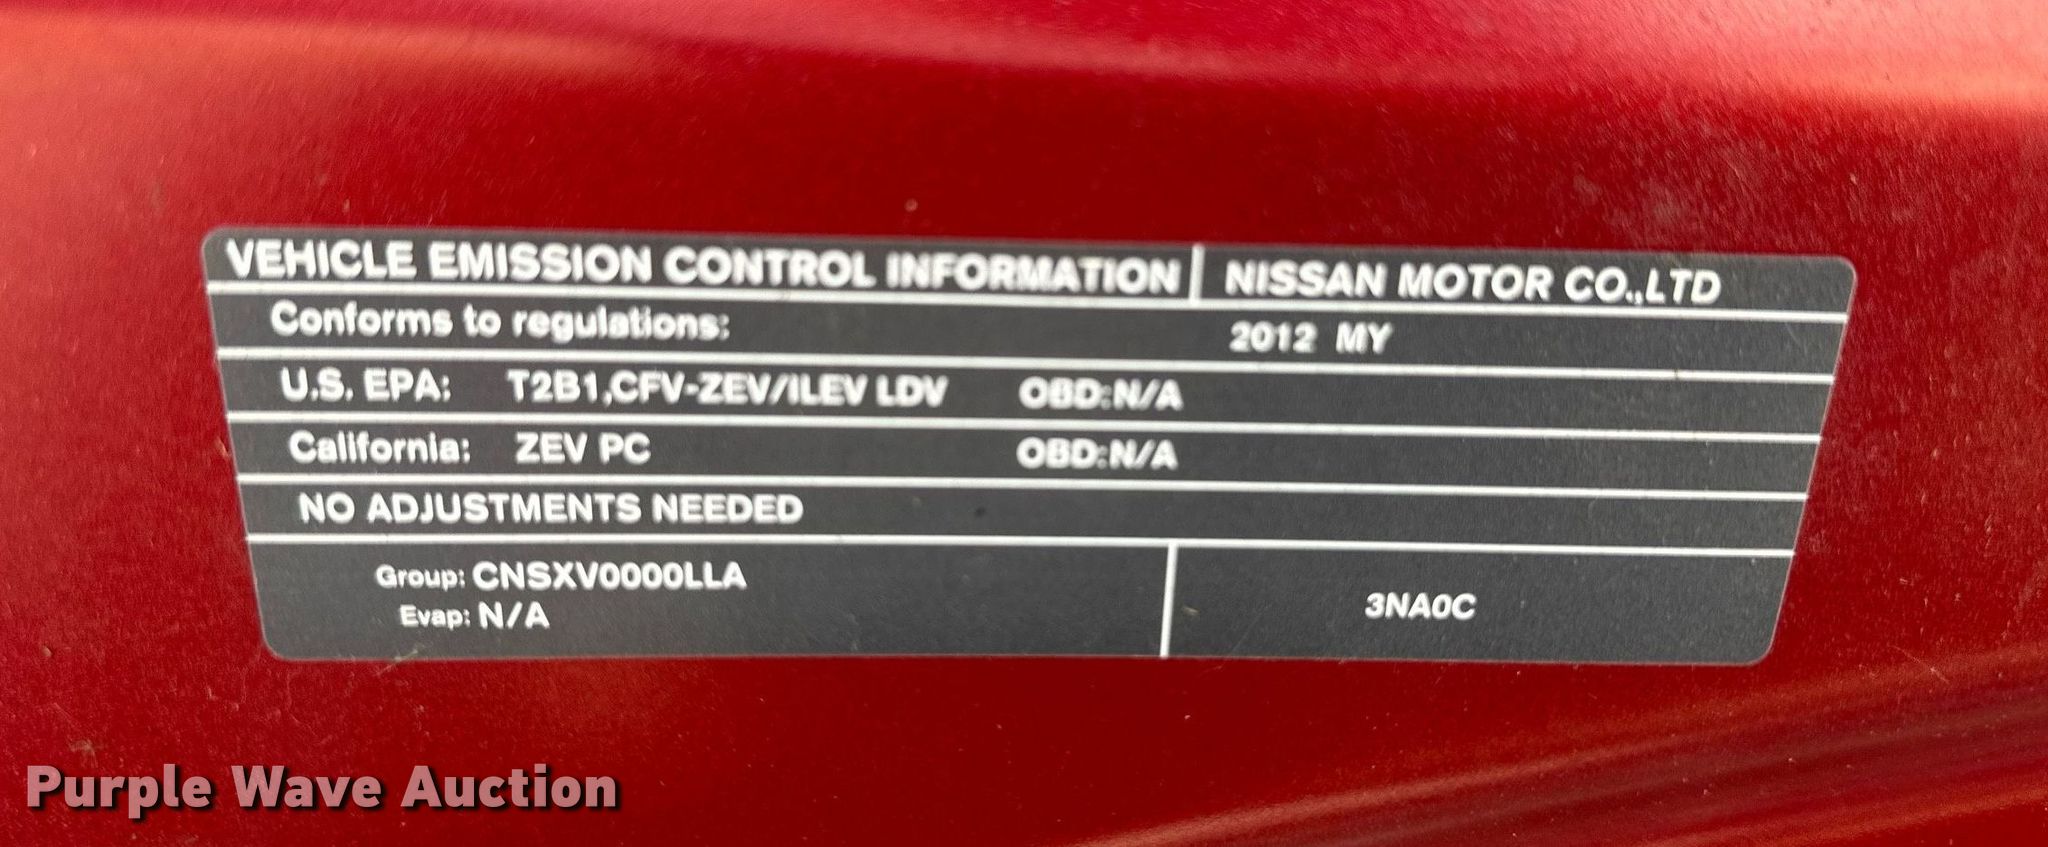 VEHICLE EMISSION CONTROL INFORMATION NISSAN MOTOR CO.,LTD
Conforms to regulations: 2012 MY
U.S. EPA: T2B1,CFV-ZEV/ILEV LDV OBD:N/A
California: ZEV PC OBD:N/A
NO ADJUSTMENTS NEEDED
Group: CNSXV0000LLA
Evap: N/A
3NA0C
Purple Wave Auction